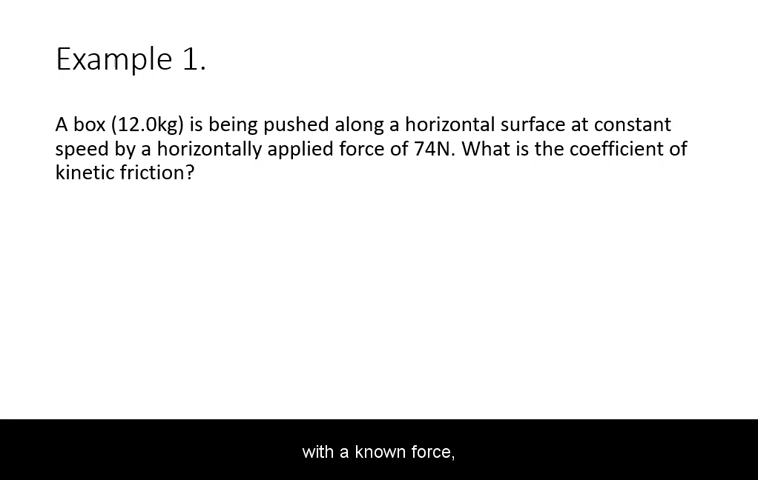 Example 1.
A box (12.0kg) is being pushed along a horizontal surface at constant
speed by a horizontally applied force of 74N. What is the coefficient of
kinetic friction?
with a known force,